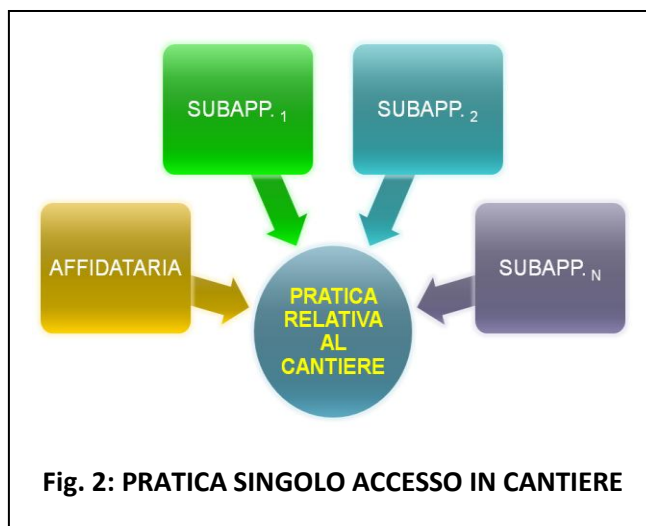 SUBAPP. 1
SUBAPP. 2
AFFIDATARIA
SUBAPP. N
PRATICA
RELATIVA
AL
CANTIERE
Fig. 2: PRATICA SINGOLO ACCESSO IN CANTIERE